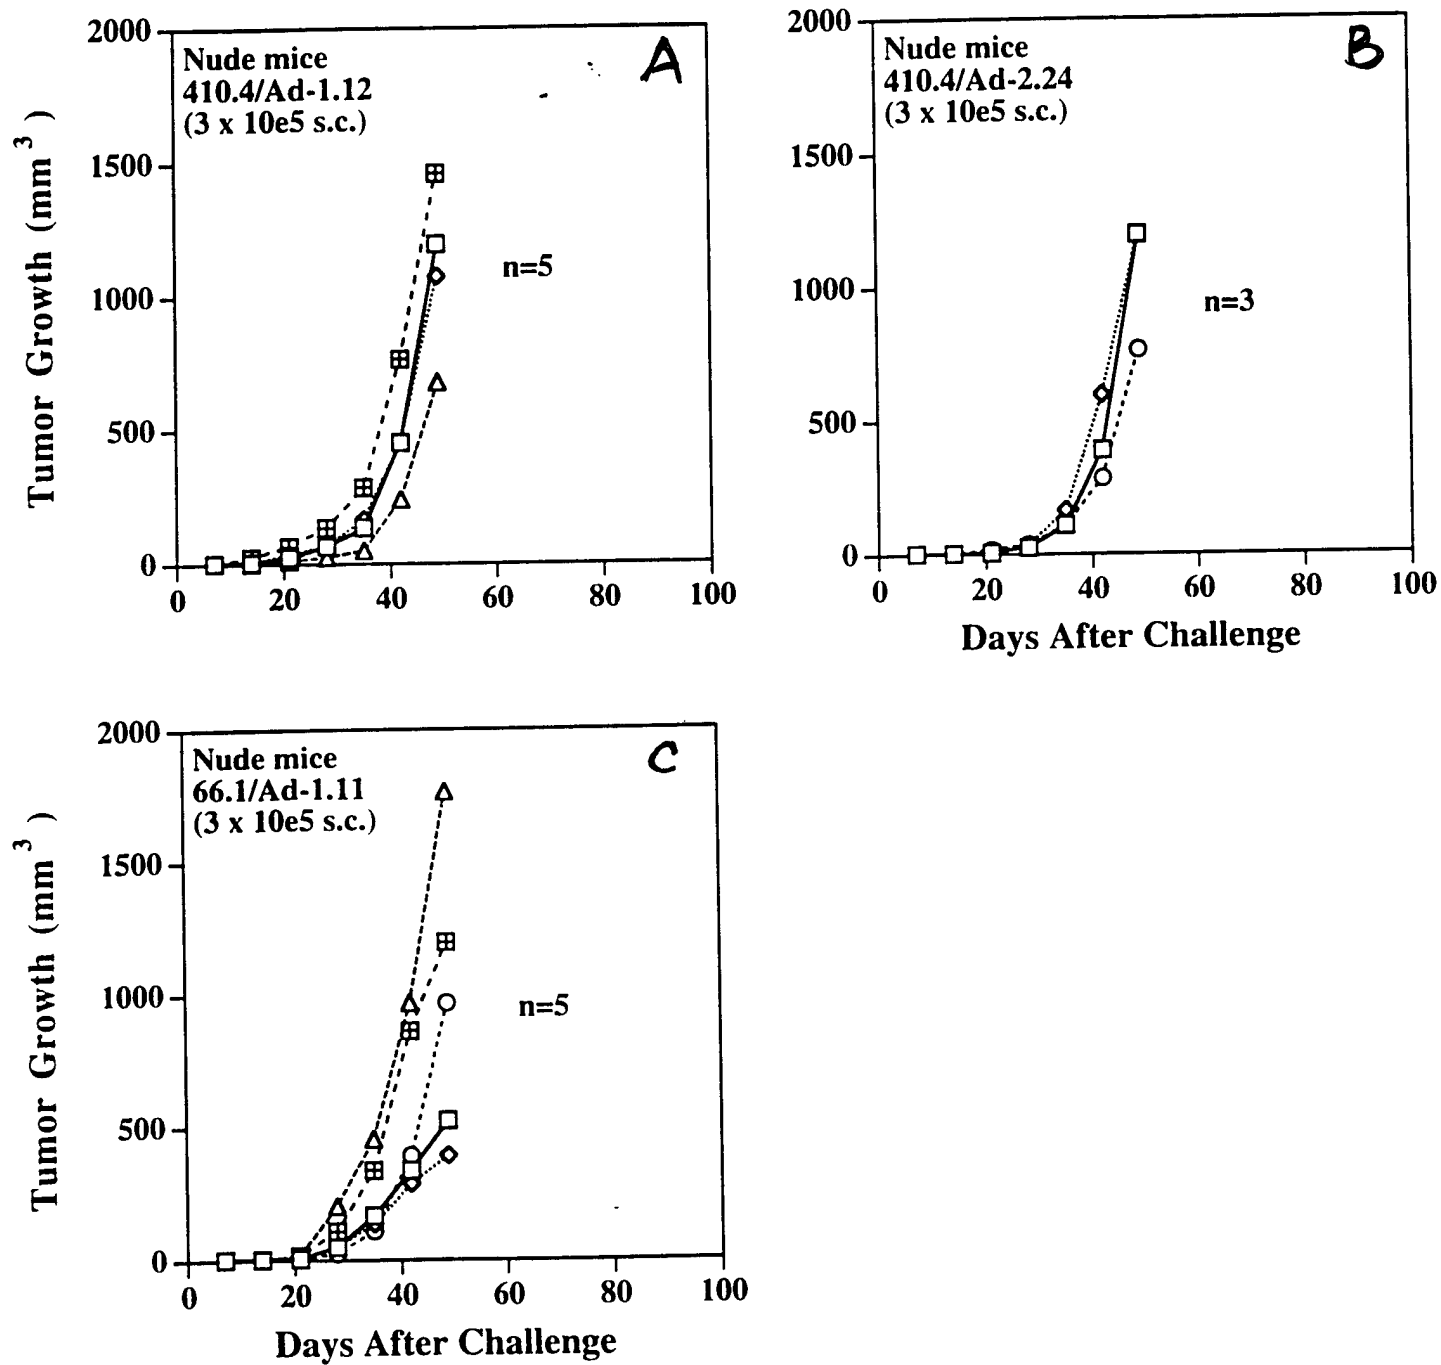 2000
1500
1000
500
0
Tumor Growth (mm3)
Nude mice
410.4/Ad-1.12
(3 x 10e5 s.c.)
A
n=5
0 20 40 60 80 100
2000
1500
1000
500
0
Nude mice
410.4/Ad-2.24
(3 x 10e5 s.c.)
B
n=3
0 20 40 60 80 100
Days After Challenge
2000
1500
1000
500
0
Tumor Growth (mm3)
Nude mice
66.1/Ad-1.11
(3 x 10e5 s.c.)
C
n=5
0 20 40 60 80 100
Days After Challenge